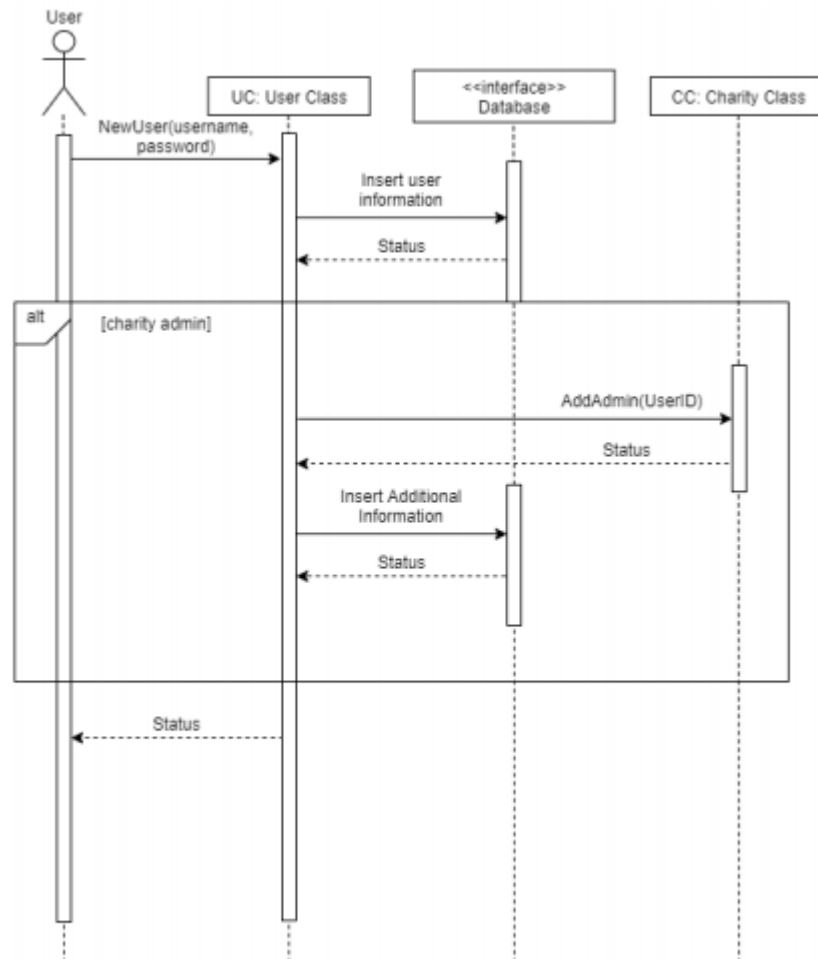 User
UC: User Class
<<interface>>
Database
CC: Charity Class
NewUser(username,
password)
Insert user
information
Status
alt
[charity admin]
AddAdmin(UserID)
Status
Insert Additional
Information
Status
Status